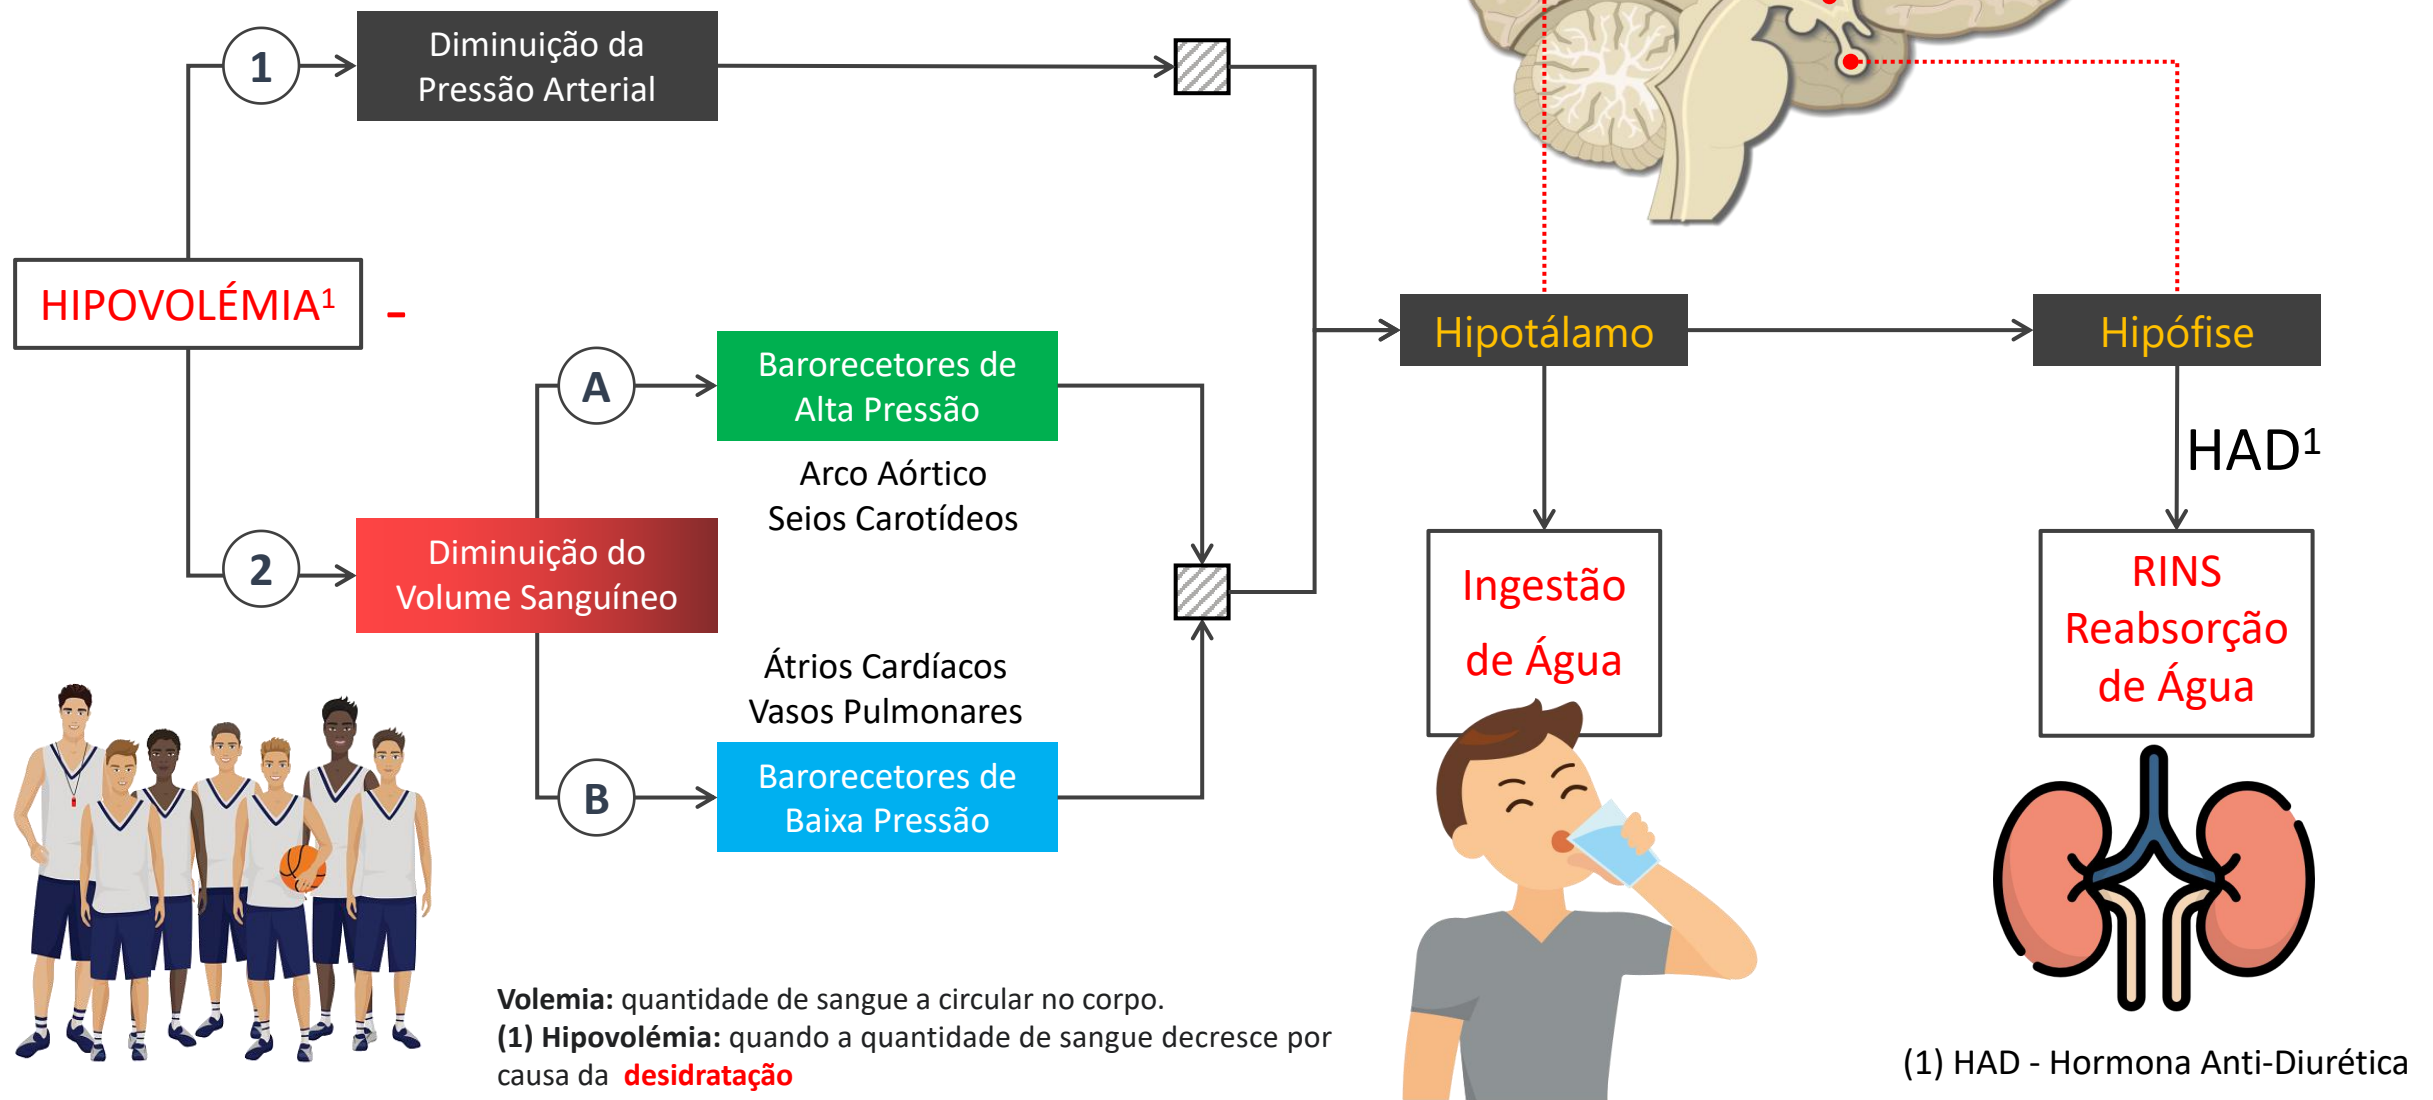 1
Diminuição da
Pressão Arterial
HIPOVOLÉMIA¹
-
A
Barorecetores de
Alta Pressão
Arco Aórtico
Seios Carotídeos
2
Diminuição do
Volume Sanguíneo
Átrios Cardíacos
Vasos Pulmonares
B
Barorecetores de
Baixa Pressão
Hipotálamo
Hipófise
HAD¹
Ingestão
de Água
RINS
Reabsorção
de Água
Volemia: quantidade de sangue a circular no corpo.
(1) Hipovolémia: quando a quantidade de sangue decresce por
causa da desidratação
(1) HAD - Hormona Anti-Diurética